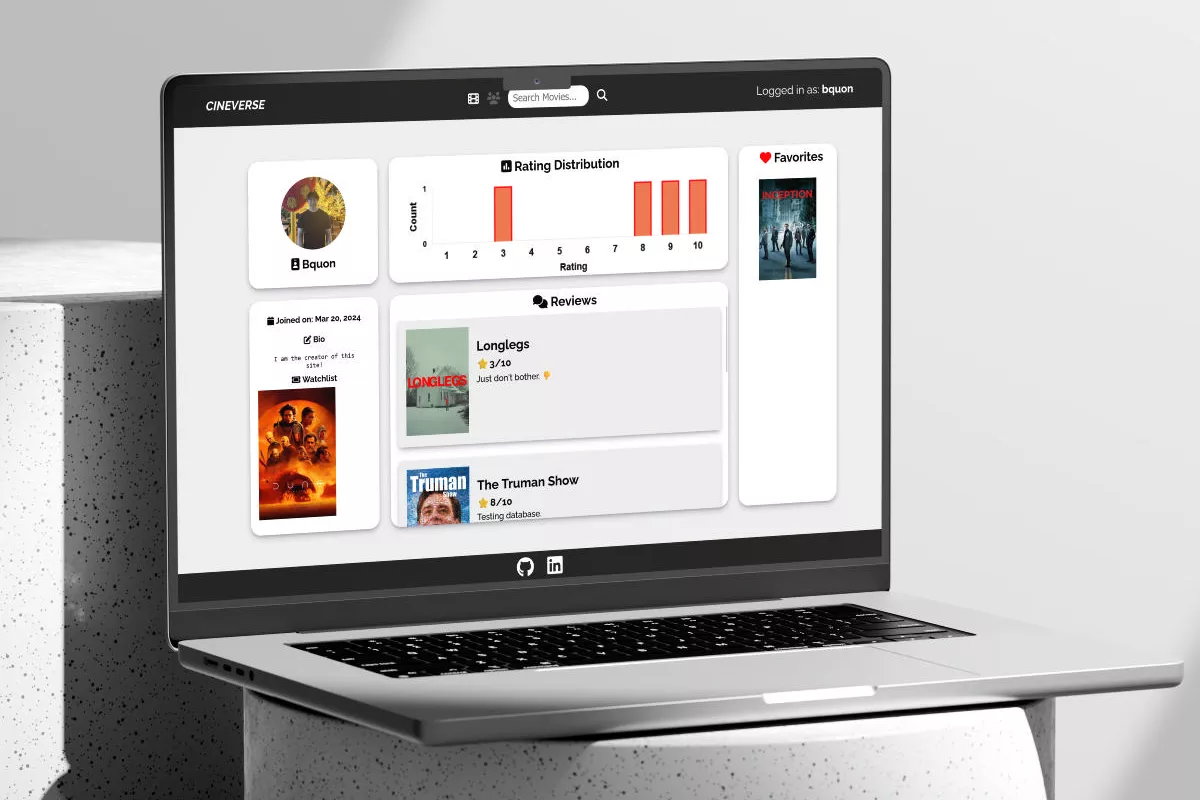 CINEVERSE
Search Movies...
Logged in as: bquon
Bquon
Joined on: Mar 20, 2024
Bio
I am the creator of this
site!
Watchlist
DUNE
Rating Distribution
Count
1
0
1 2 3 4 5 6 7 8 9 10
Rating
Reviews
LONGLEGS
Longlegs
3/10
Just don't bother.
The
Truman
Show
The Truman Show
8/10
Testing database.
Favorites
INCEPTION
in